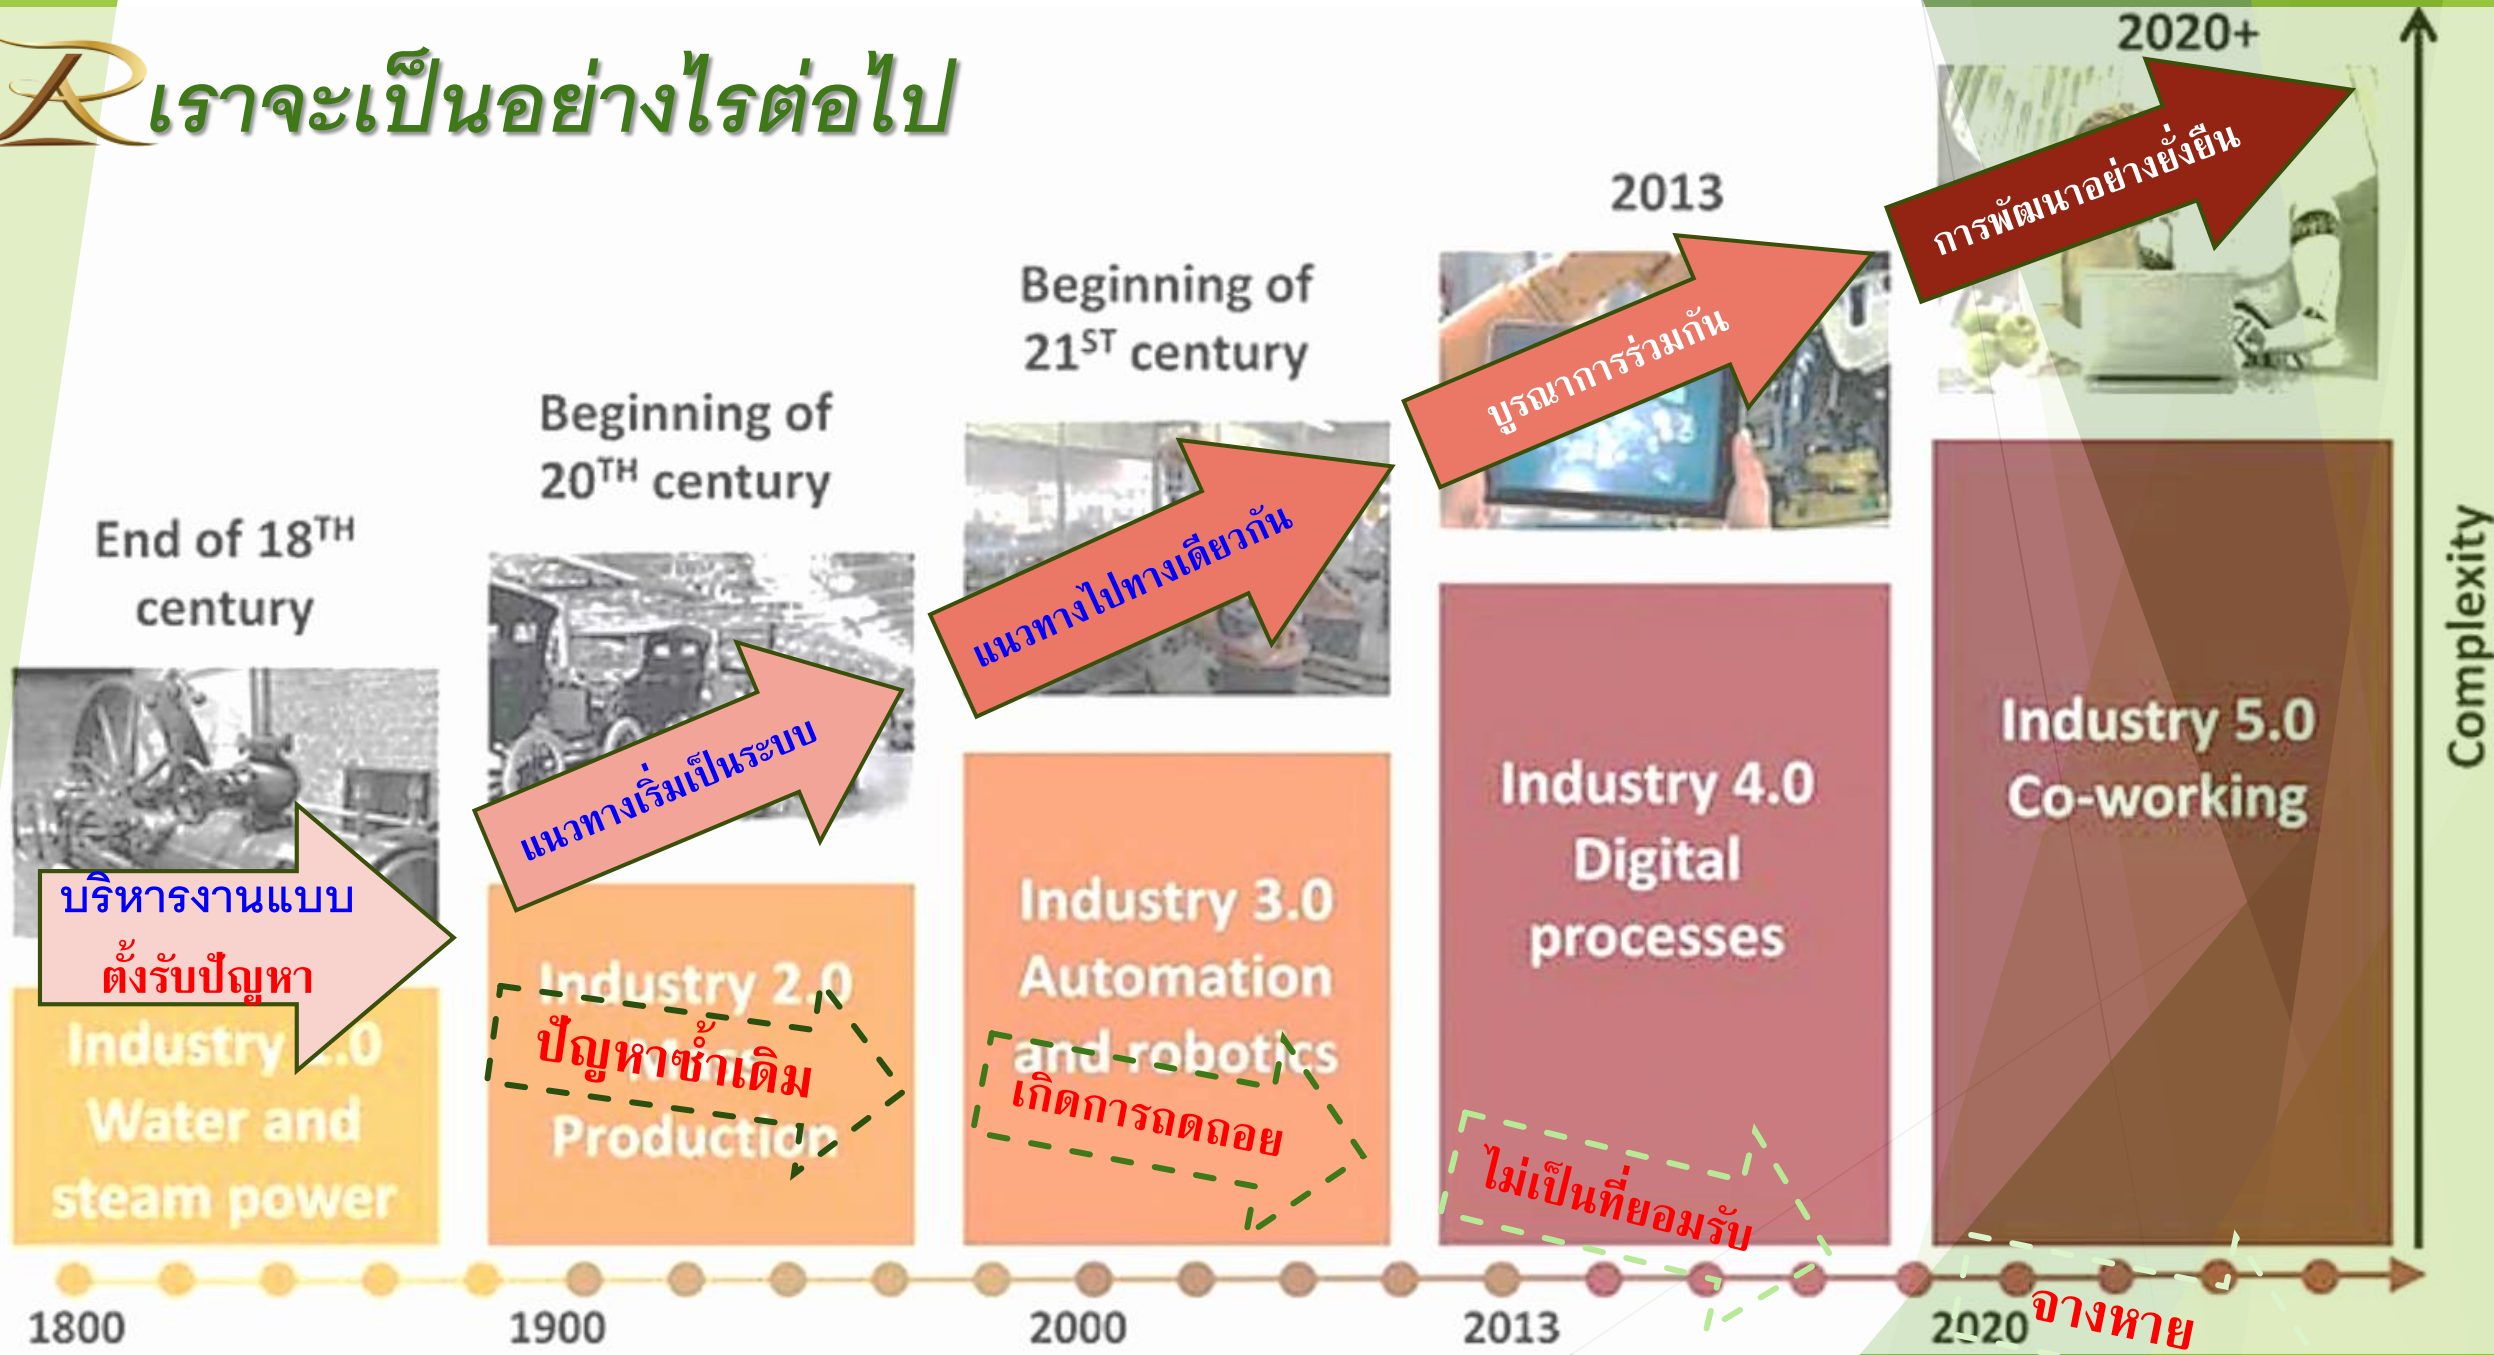 เราจะเป็นอย่างไรต่อไป
2020+
การพัฒนาอย่างยั่งยืน
2013
บูรณาการร่วมกัน
Beginning of
21ST century
แนวทางไปทางเดียวกัน
Beginning of
20TH century
แนวทางเริ่มเป็นระบบ
End of 18TH
century
บริหารงานแบบ
ตั้งรับปัญหา
Industry .0
Water and
steam power
Industry 2.0
Production
ปัญหาซ้ำเดิม
Industry 3.0
Automation
and robotics
เกิดการถดถอย
Industry 4.0
Digital
processes
ไม่เป็นที่ยอมรับ
Industry 5.0
Co-working
จางหาย
Complexity
1800
1900
2000
2013
2020